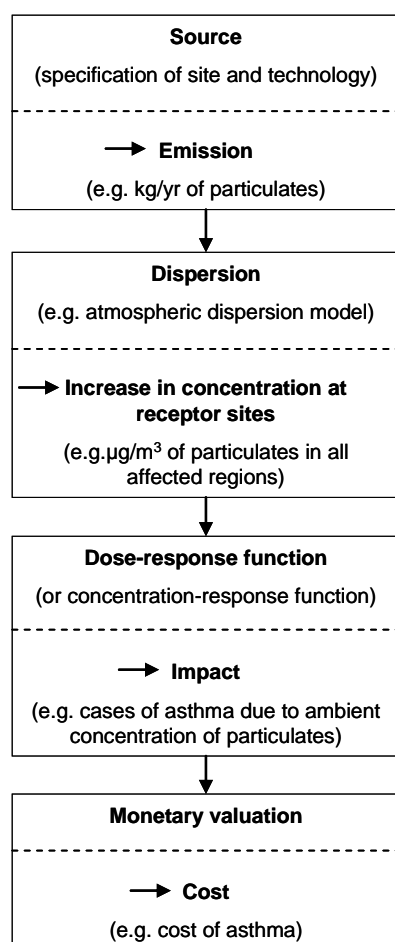 Source
(specification of site and technology)
Emission
(e.g. kg/yr of particulates)
Dispersion
(e.g. atmospheric dispersion model)
Increase in concentration at
receptor sites
(e.g.µg/m³ of particulates in all
affected regions)
Dose-response function
(or concentration-response function)
Impact
(e.g. cases of asthma due to ambient
concentration of particulates)
Monetary valuation
Cost
(e.g. cost of asthma)